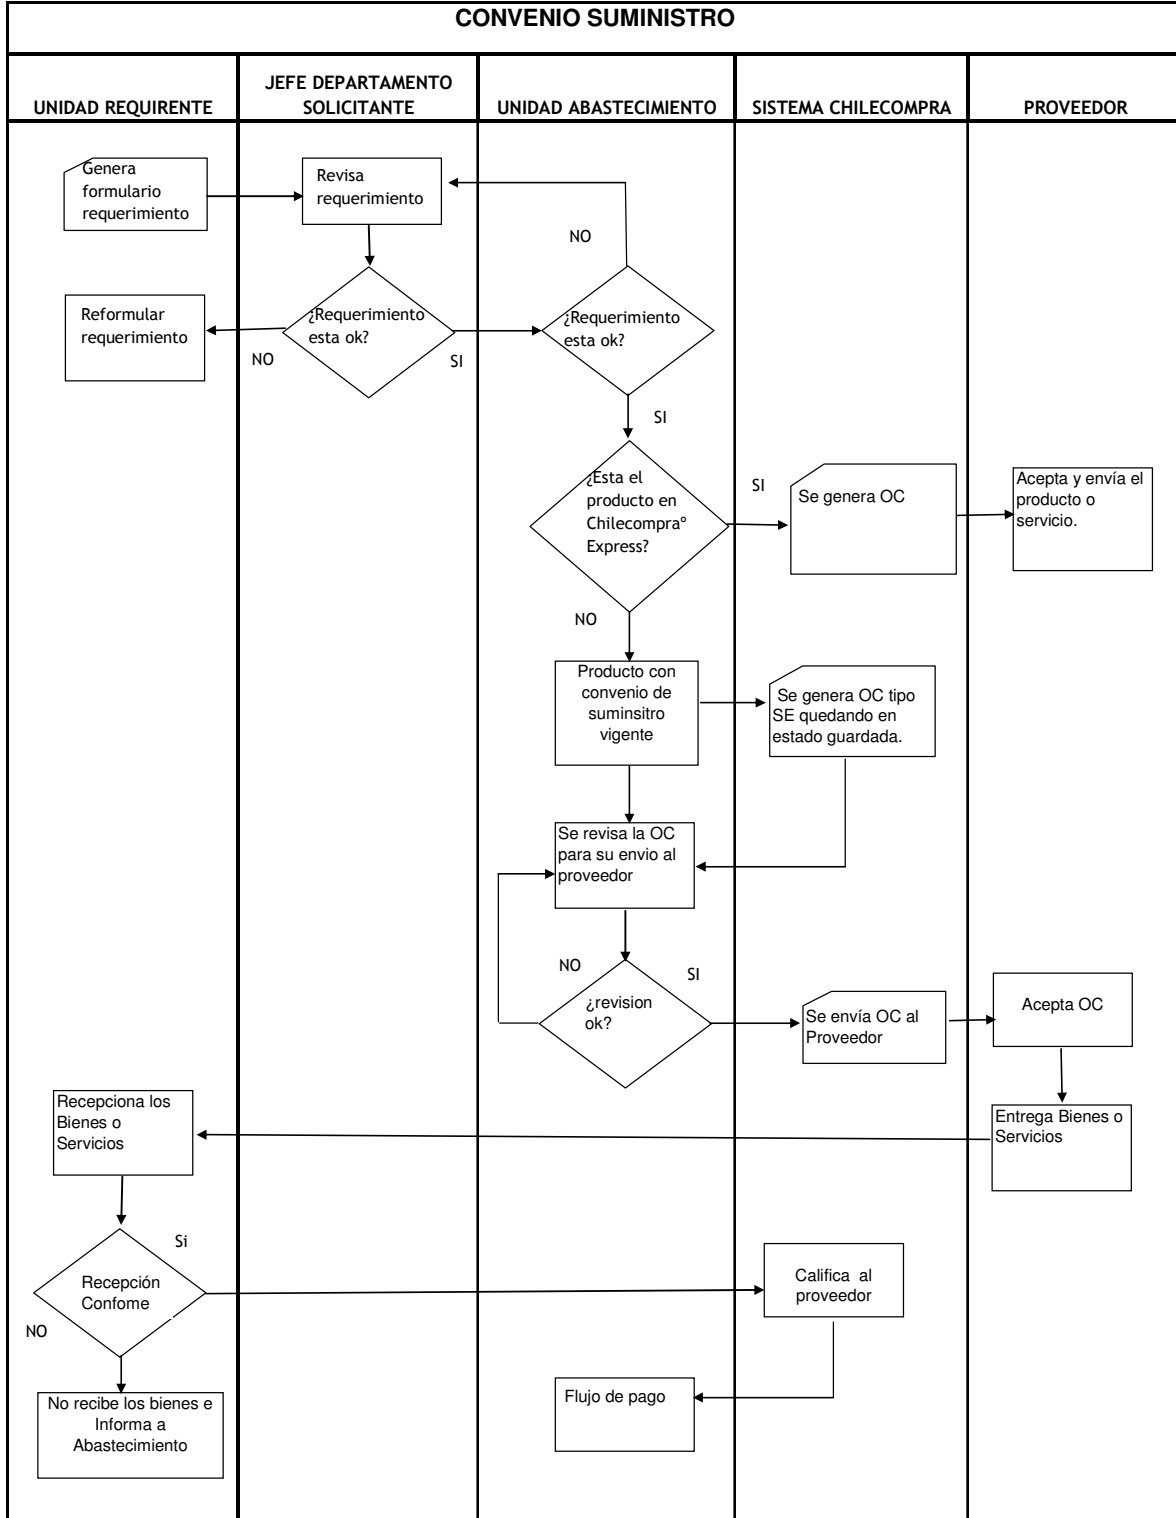 CONVENIO SUMINISTRO
UNIDAD REQUIRENTE
JEFE DEPARTAMENTO
SOLICITANTE
UNIDAD ABASTECIMIENTO
SISTEMA CHILECOMPRA
PROVEEDOR
Genera
formulario
requerimiento
Revisa
requerimiento
NO
Reformular
requerimiento
¿Requerimiento
esta ok?
NO
SI
¿Requerimiento
esta ok?
SI
¿Esta el
producto en
Chilecompraº
Express?
SI
NO
Se genera OC
Acepta y envía el
producto o
servicio.
Producto con
convenio de
suminsitro
vigente
Se genera OC tipo
SE quedando en
estado guardada.
Se revisa la OC
para su envio al
proveedor
NO
SI
¿revision
ok?
Se envía OC al
Proveedor
Acepta OC
Entrega Bienes o
Servicios
Recepciona los
Bienes o
Servicios
Si
Recepción
Confome
NO
Califica al
proveedor
No recibe los bienes e
Informa a
Abastecimiento
Flujo de pago